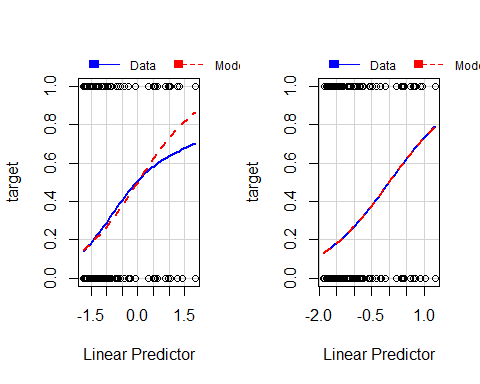 Data Mode Data Mode
target
0.0 0.2 0.4 0.6 0.8 1.0
-1.5 0.0 1.5
Linear Predictor
target
0.0 0.2 0.4 0.6 0.8 1.0
-2.0 -0.5 1.0
Linear Predictor